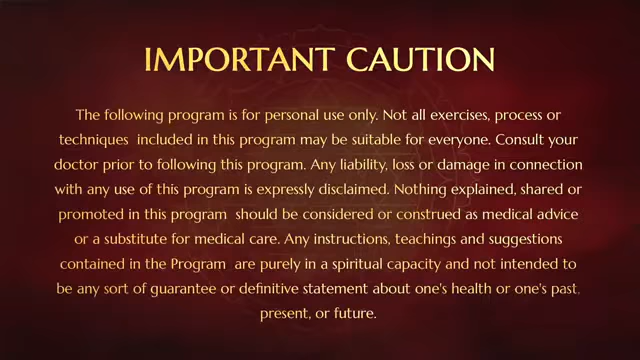 IMPORTANT CAUTION
The following program is for personal use only. Not all exercises, process or
techniques included in this program may be suitable for everyone. Consult your
doctor prior to following this program. Any liability, loss or damage in connection
with any use of this program is expressly disclaimed. Nothing explained, shared or
promoted in this program should be considered or construed as medical advice
or a substitute for medical care. Any instructions, teachings and suggestions
contained in the Program are purely in a spiritual capacity and not intended to
be any sort of guarantee or definitive statement about one's health or one's past,
present, or future.